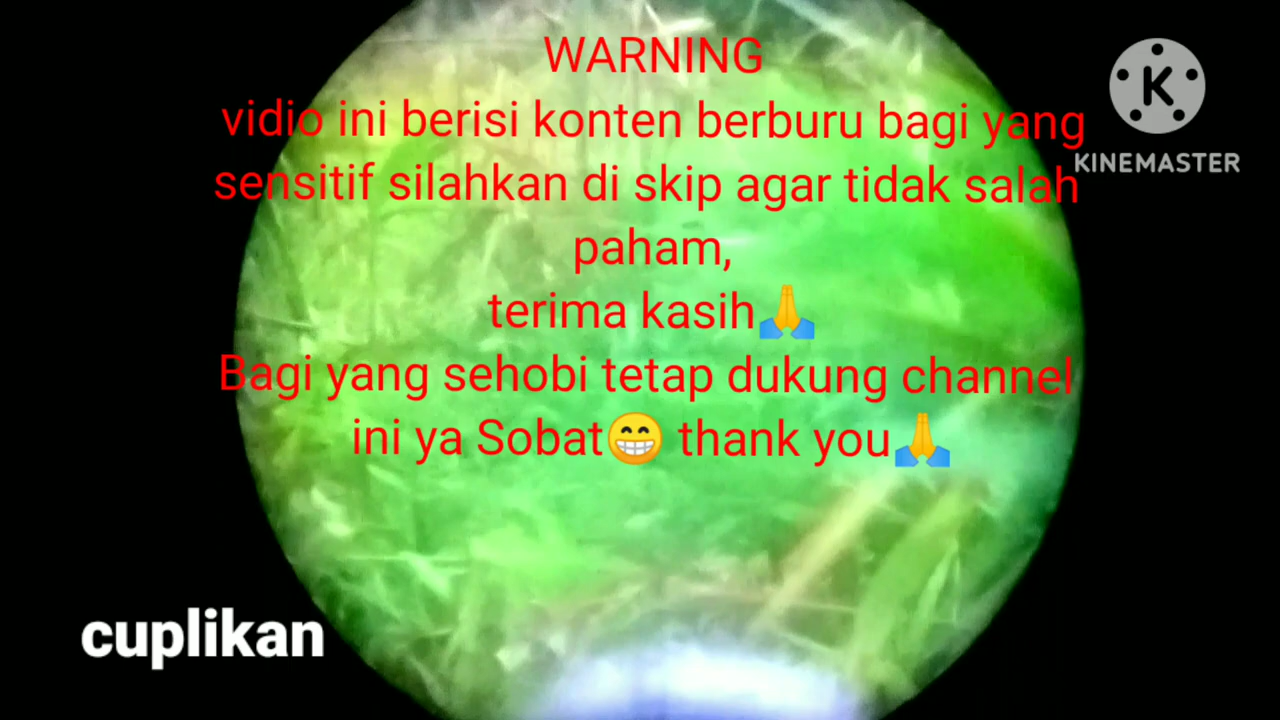 WARNING
vidio ini berisi konten berburu bagi yang
sensitif silahkan di skip agar tidak salah
paham,
terima kasih🙏
Bagi yang sehobi tetap dukung channel
ini ya Sobat😁 thank you🙏
K
KINEMASTER
cuplikan